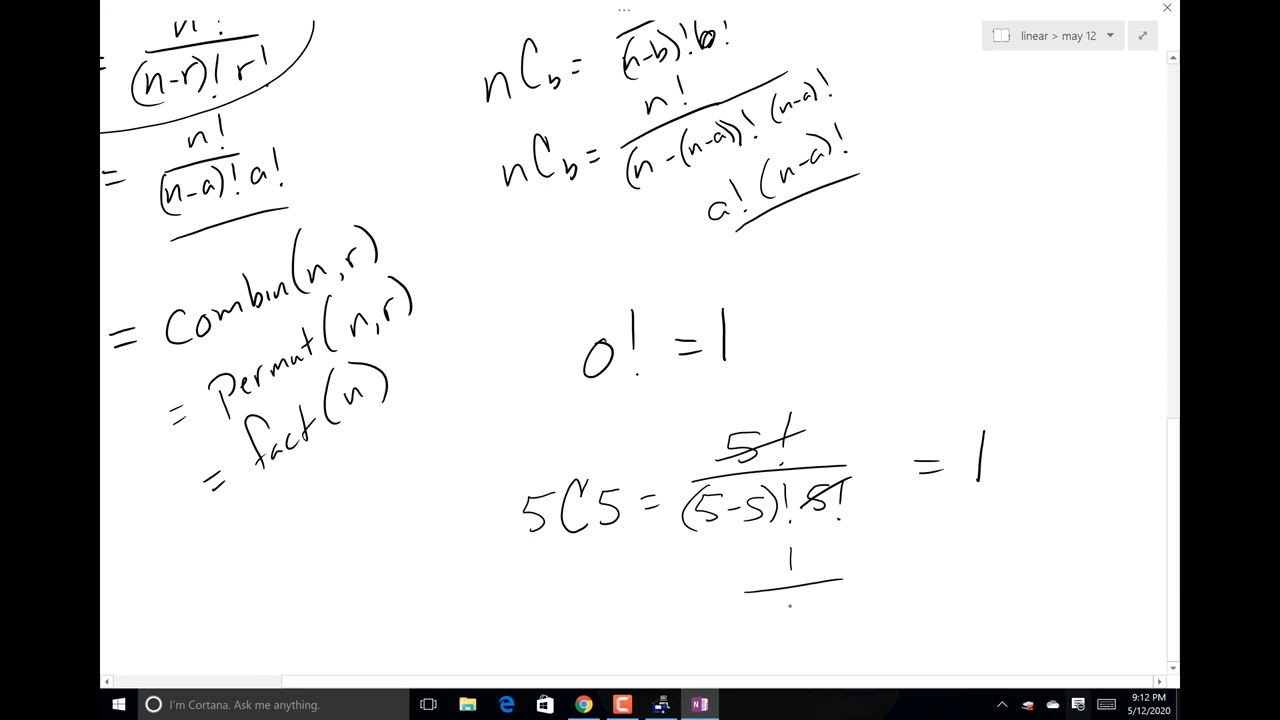 linear > may 12
n!
= (n-r)! r!
n!
= (n-a)! a!
= Combin(n,r)
= Permut(n,r)
= fact(n)
nCb = (n-b)! b!
n!
nCb = (n-(n-a))! (n-a)!
a! (n-a)!
0! = 1
5!
5C5 = (5-5)! 5! = 1
1
I'm Cortana. Ask me anything.
9:12 PM
5/12/2020